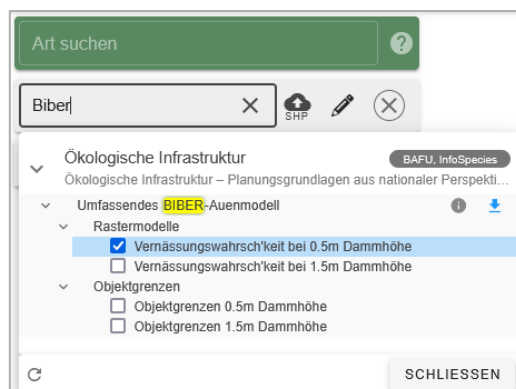 Art suchen
?
Biber
SHP
Ökologische Infrastruktur
BAFU, InfoSpecies
Ökologische Infrastruktur – Planungsgrundlagen aus nationaler Perspekti...
Umfassendes BIBER-Auenmodell
Rastermodelle
Vernässungswahrsch'keit bei 0.5m Dammhöhe
Vernässungswahrsch'keit bei 1.5m Dammhöhe
Objektgrenzen
Objektgrenzen 0.5m Dammhöhe
Objektgrenzen 1.5m Dammhöhe
SCHLIESSEN